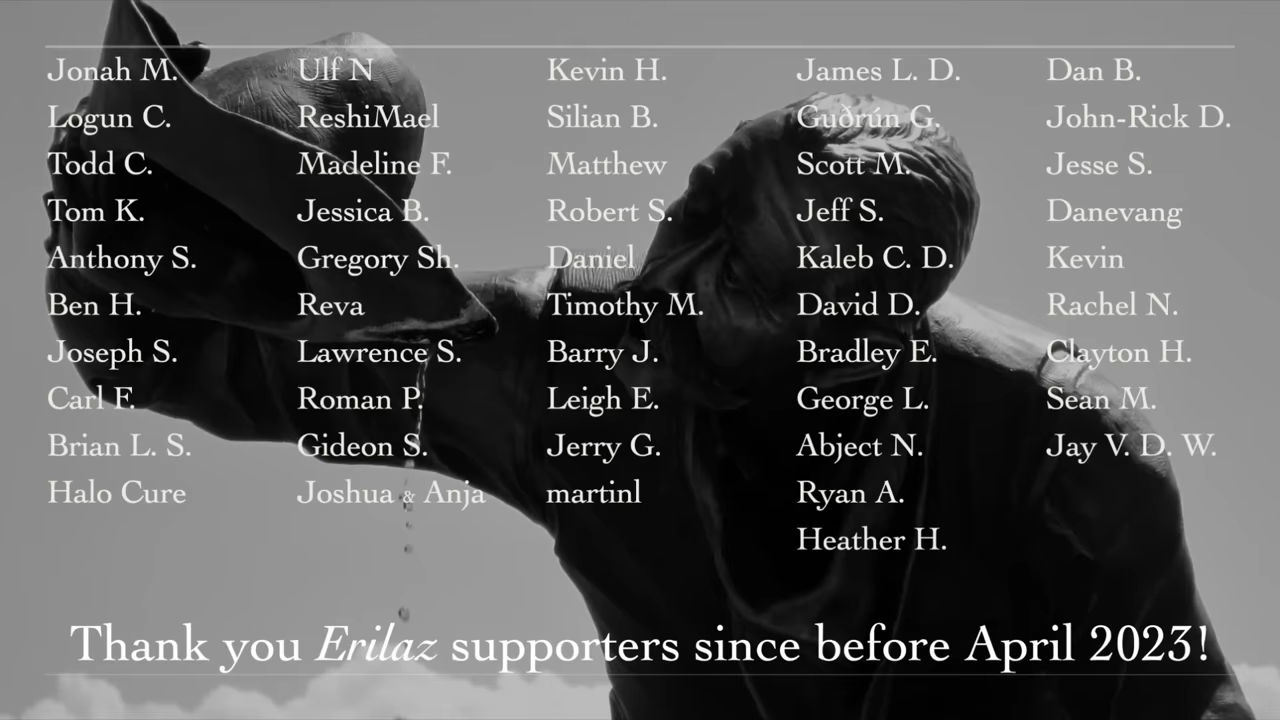 Jonah M.
Logun C.
Todd C.
Tom K.
Anthony S.
Ben H.
Joseph S.
Carl F.
Brian L. S.
Halo Cure
Ulf N
ReshiMael
Madeline F.
Jessica B.
Gregory Sh.
Reva
Lawrence S.
Roman P.
Gideon S.
Joshua & Anja
Kevin H.
Silian B.
Matthew
Robert S.
Daniel
Timothy M.
Barry J.
Leigh E.
Jerry G.
martinl
James L. D.
Guðrún G.
Scott M.
Jeff S.
Kaleb C. D.
David D.
Bradley E.
George L.
Abject N.
Ryan A.
Heather H.
Dan B.
John-Rick D.
Jesse S.
Danevang
Kevin
Rachel N.
Clayton H.
Sean M.
Jay V. D. W.
Thank you Erilaz supporters since before April 2023!